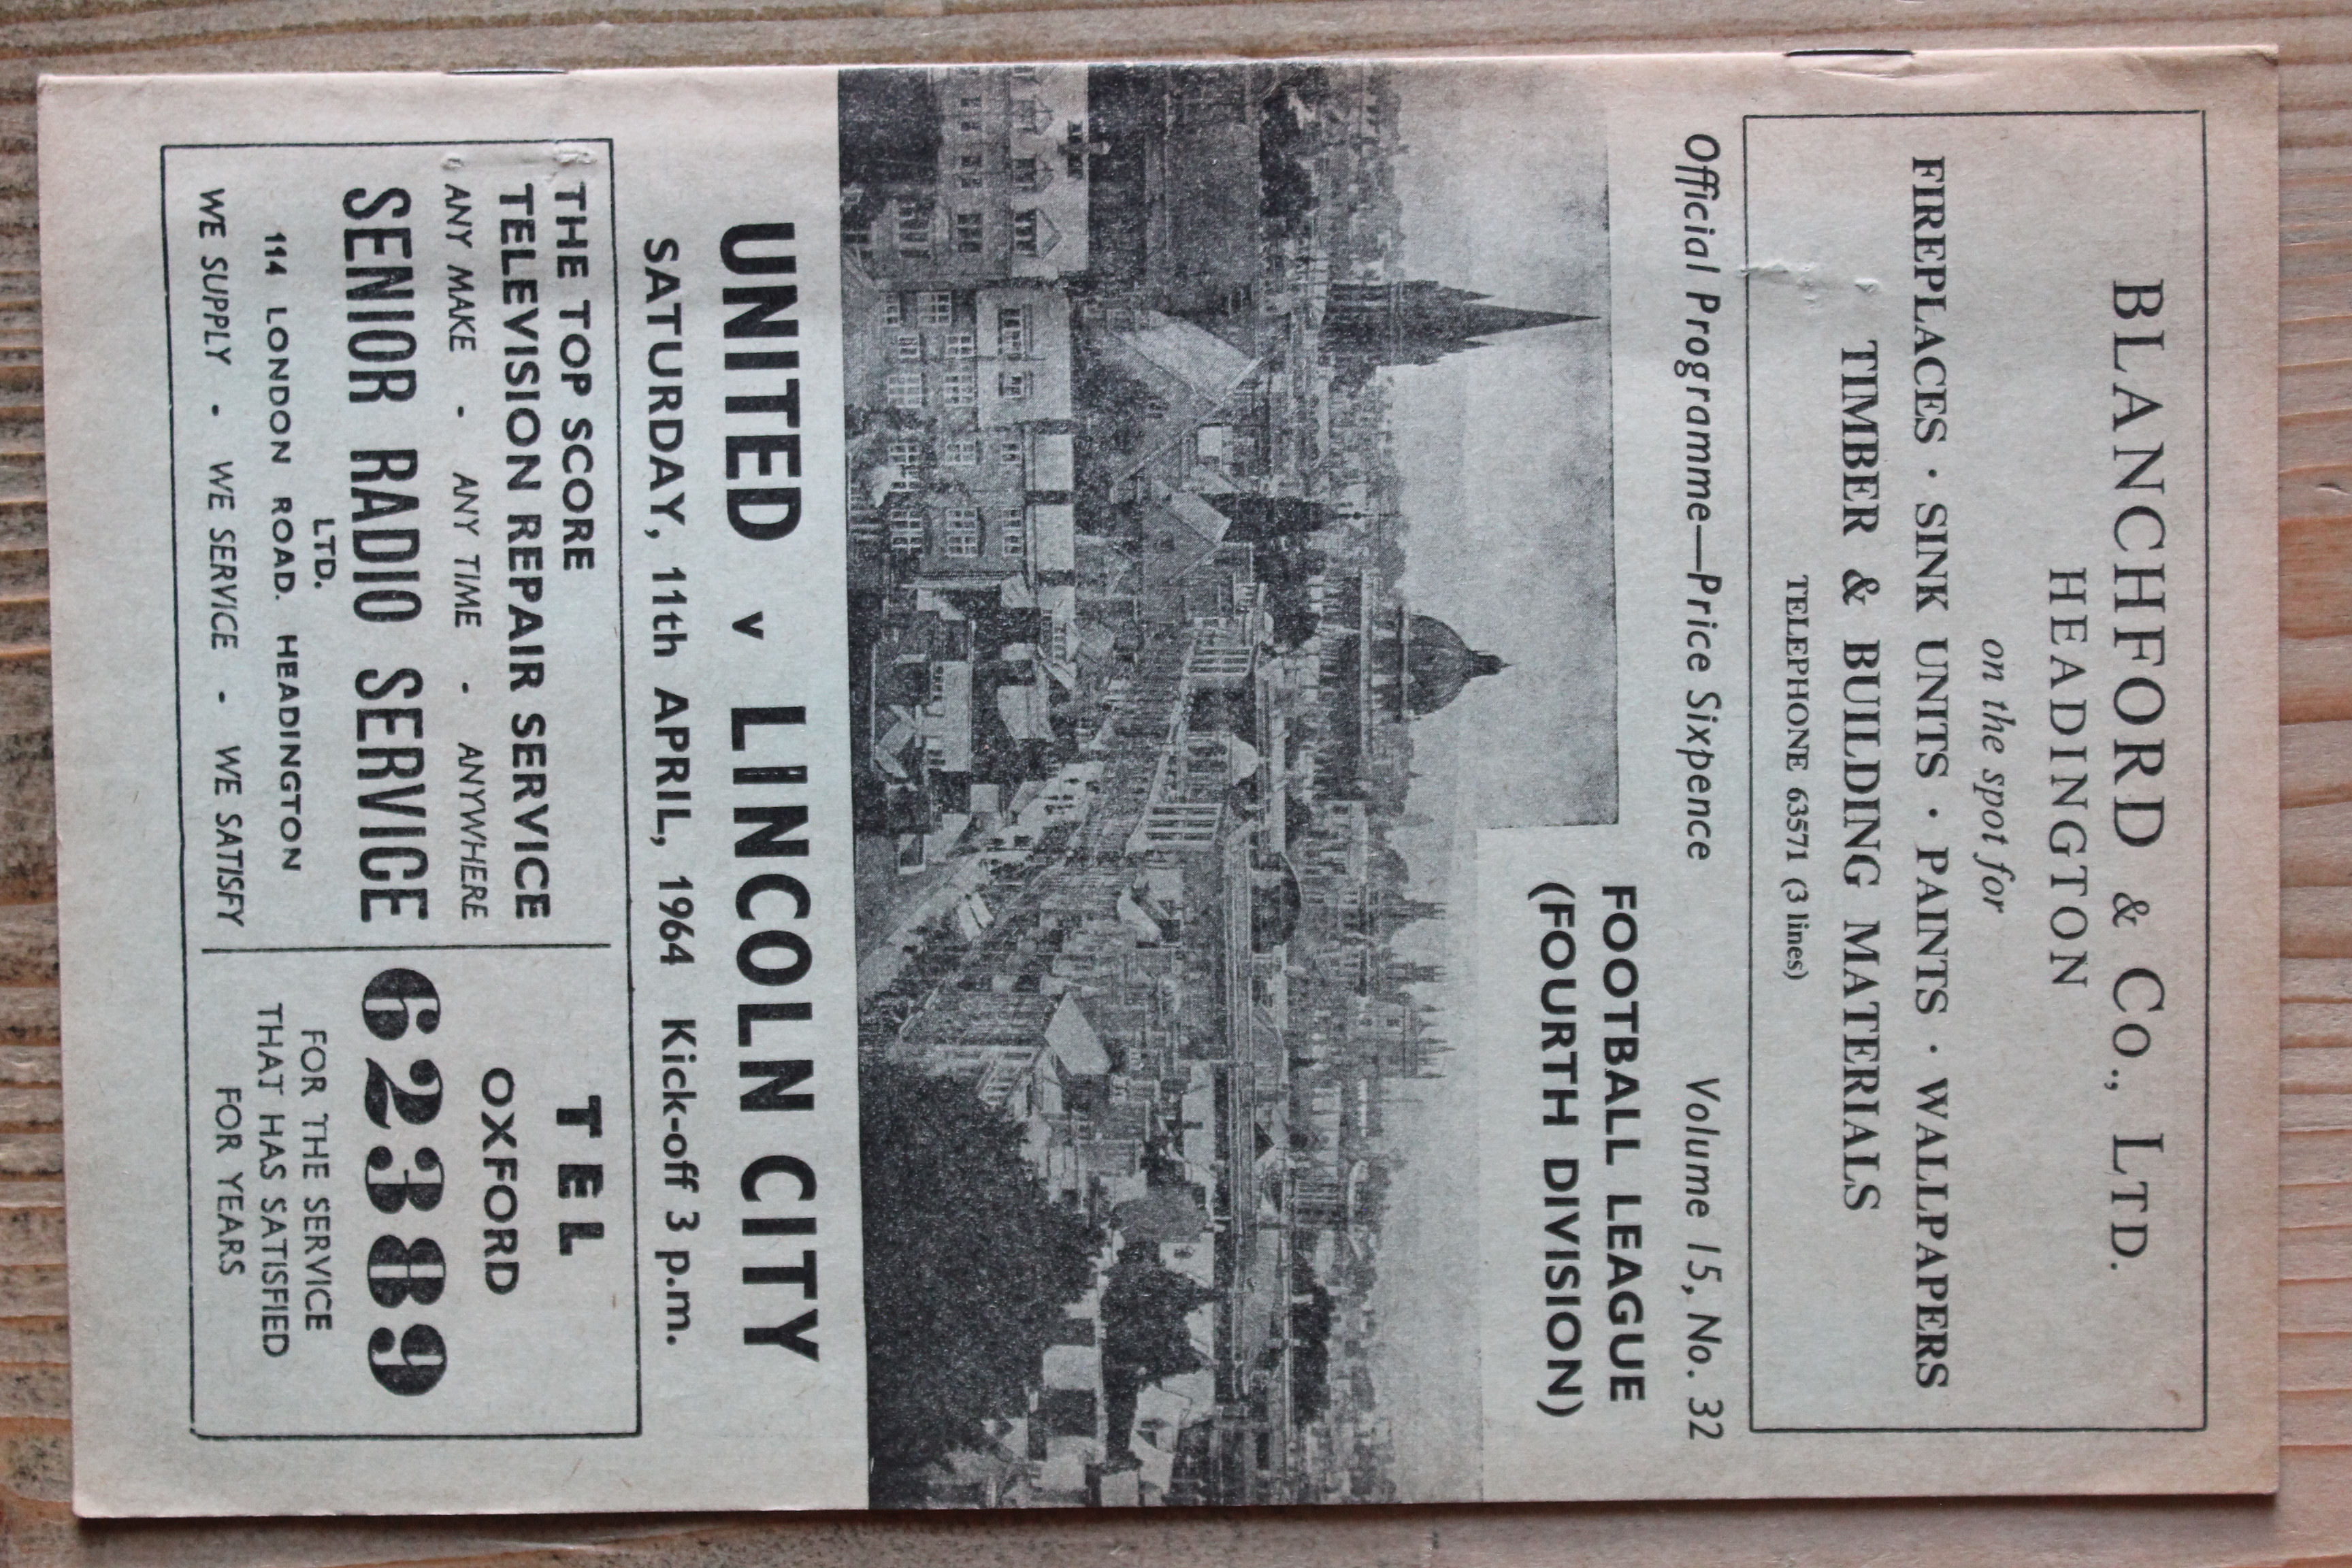 BLANCHFORD & Co., LTD.
HEADINGTON
on the spot for
FIREPLACES · SINK UNITS · PAINTS · WALLPAPERS
TIMBER & BUILDING MATERIALS
TELEPHONE 63571 (3 lines)
Official Programme—Price Sixpence Volume 15, No. 32
FOOTBALL LEAGUE
(FOURTH DIVISION)
UNITED v LINCOLN CITY
SATURDAY, 11th APRIL, 1964 Kick-off 3 p.m.
THE TOP SCORE
TELEVISION REPAIR SERVICE
ANY MAKE - ANY TIME - ANYWHERE
SENIOR RADIO SERVICE
LTD.
114 LONDON ROAD. HEADINGTON
WE SUPPLY - WE SERVICE - WE SATISFY
TEL
OXFORD
62389
FOR THE SERVICE
THAT HAS SATISFIED
FOR YEARS